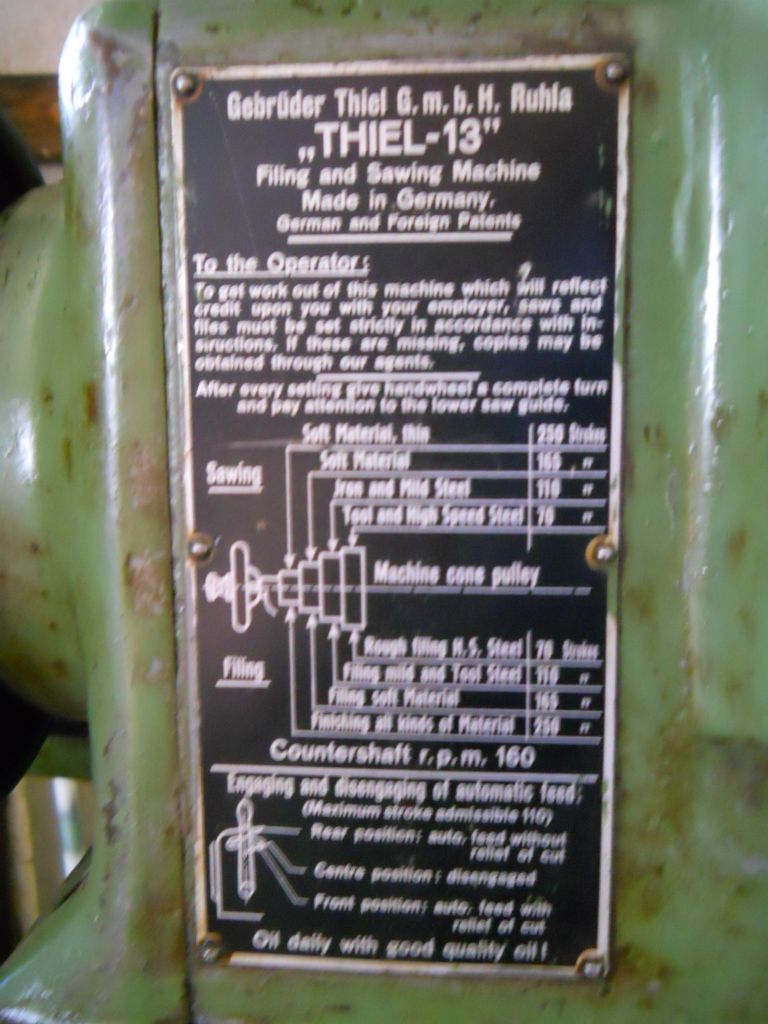 Gebrüder Thiel G.m.b.H. Ruhla
„THIEL-13”
Filing and Sawing Machine
Made in Germany.
German and Foreign Patents
To the Operator:
To get work out of this machine which will reflect
credit upon you with your employer, saws and
files must be set strictly in accordance with in-
structions. If these are missing, copies may be
obtained through our agents.
After every setting give handwheel a complete turn
and pay attention to the lower saw guide.
Soft Material, thin 250 Strokes
Soft Material 165 "
Sawing
Iron and Mild Steel 110 "
Tool and High Speed Steel 70 "
Machine cone pulley
Rough filing H.S. Steel 70 Strokes
Filing
Filing mild and Tool Steel 110 "
Filing soft Material 165 "
Finishing all kinds of Material 250 "
Countershaft r.p.m. 160
Engaging and disengaging of automatic feed:
(Maximum stroke admissible 110)
Rear position: auto. feed without
relief of cut
Centre position: disengaged
Front position: auto. feed with
relief of cut
Oil daily with good quality oil!